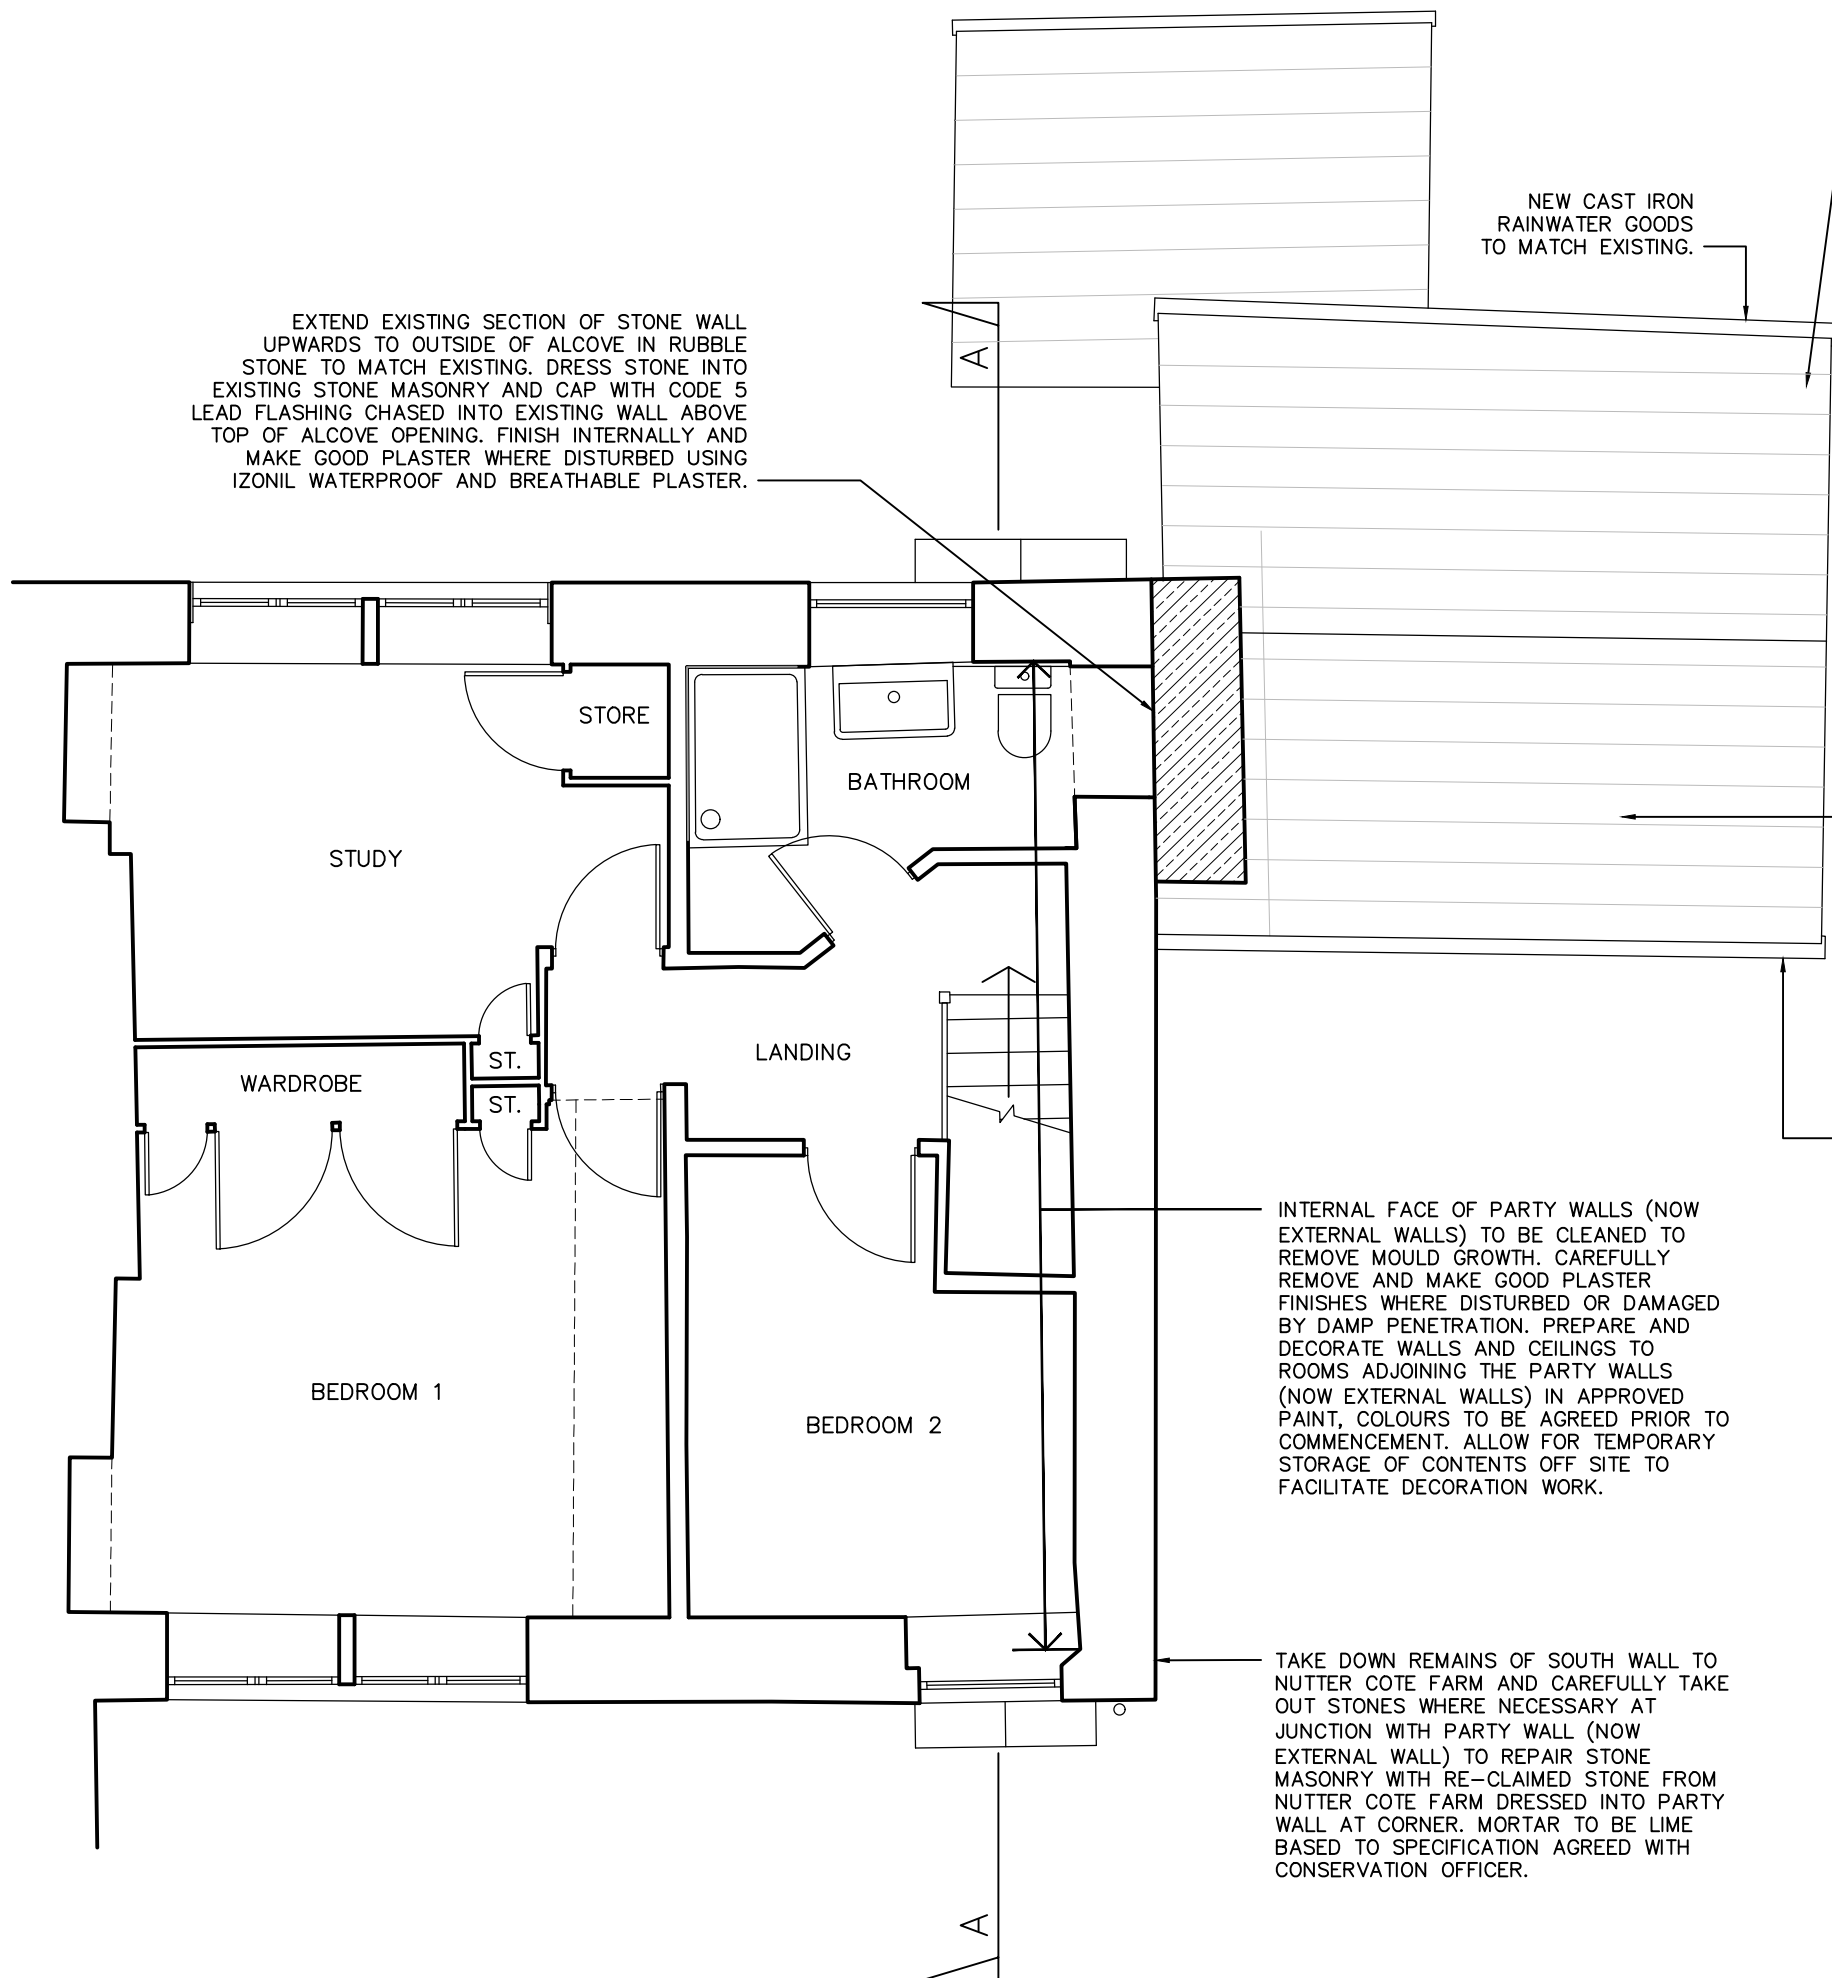 NEW CAST IRON
RAINWATER GOODS
TO MATCH EXISTING.
EXTEND EXISTING SECTION OF STONE WALL
UPWARDS TO OUTSIDE OF ALCOVE IN RUBBLE
STONE TO MATCH EXISTING. DRESS STONE INTO
EXISTING STONE MASONRY AND CAP WITH CODE 5
LEAD FLASHING CHASED INTO EXISTING WALL ABOVE
TOP OF ALCOVE OPENING. FINISH INTERNALLY AND
MAKE GOOD PLASTER WHERE DISTURBED USING
IZONIL WATERPROOF AND BREATHABLE PLASTER.
A
STORE
BATHROOM
STUDY
LANDING
ST.
WARDROBE
ST.
BEDROOM 1
BEDROOM 2
INTERNAL FACE OF PARTY WALLS (NOW
EXTERNAL WALLS) TO BE CLEANED TO
REMOVE MOULD GROWTH. CAREFULLY
REMOVE AND MAKE GOOD PLASTER
FINISHES WHERE DISTURBED OR DAMAGED
BY DAMP PENETRATION. PREPARE AND
DECORATE WALLS AND CEILINGS TO
ROOMS ADJOINING THE PARTY WALLS
(NOW EXTERNAL WALLS) IN APPROVED
PAINT, COLOURS TO BE AGREED PRIOR TO
COMMENCEMENT. ALLOW FOR TEMPORARY
STORAGE OF CONTENTS OFF SITE TO
FACILITATE DECORATION WORK.
TAKE DOWN REMAINS OF SOUTH WALL TO
NUTTER COTE FARM AND CAREFULLY TAKE
OUT STONES WHERE NECESSARY AT
JUNCTION WITH PARTY WALL (NOW
EXTERNAL WALL) TO REPAIR STONE
MASONRY WITH RE-CLAIMED STONE FROM
NUTTER COTE FARM DRESSED INTO PARTY
WALL AT CORNER. MORTAR TO BE LIME
BASED TO SPECIFICATION AGREED WITH
CONSERVATION OFFICER.
A